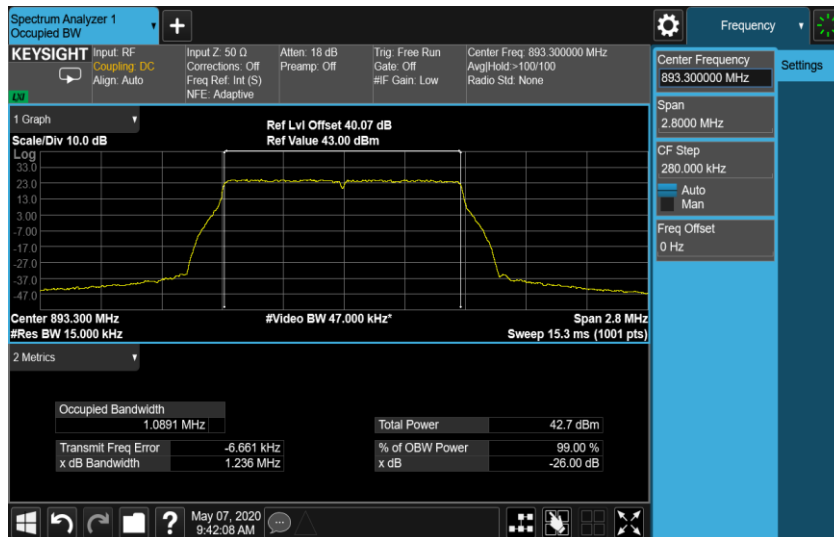 Spectrum Analyzer 1
Occupied BW
Frequency
KEYSIGHT
Input: RF
Coupling: DC
Align: Auto
Input Z: 50 Ω
Corrections: Off
Freq Ref: Int (S)
NFE: Adaptive
Atten: 18 dB
Preamp: Off
Trig: Free Run
Gate: Off
#IF Gain: Low
Center Freq: 893.300000 MHz
Avg|Hold:>100/100
Radio Std: None
1 Graph
Scale/Div 10.0 dB
Ref Lvl Offset 40.07 dB
Ref Value 43.00 dBm
Log
33.0
23.0
13.0
3.00
-7.00
-17.0
-27.0
-37.0
-47.0
Center 893.300 MHz
#Res BW 15.000 kHz
#Video BW 47.000 kHz*
Span 2.8 MHz
Sweep 15.3 ms (1001 pts)
2 Metrics
Occupied Bandwidth
1.0891 MHz
Transmit Freq Error -6.661 kHz
x dB Bandwidth 1.236 MHz
Total Power 42.7 dBm
% of OBW Power 99.00 %
x dB -26.00 dB
May 07, 2020
9:42:08 AM
Center Frequency
893.300000 MHz
Settings
Span
2.8000 MHz
CF Step
280.000 kHz
Auto
Man
Freq Offset
0 Hz